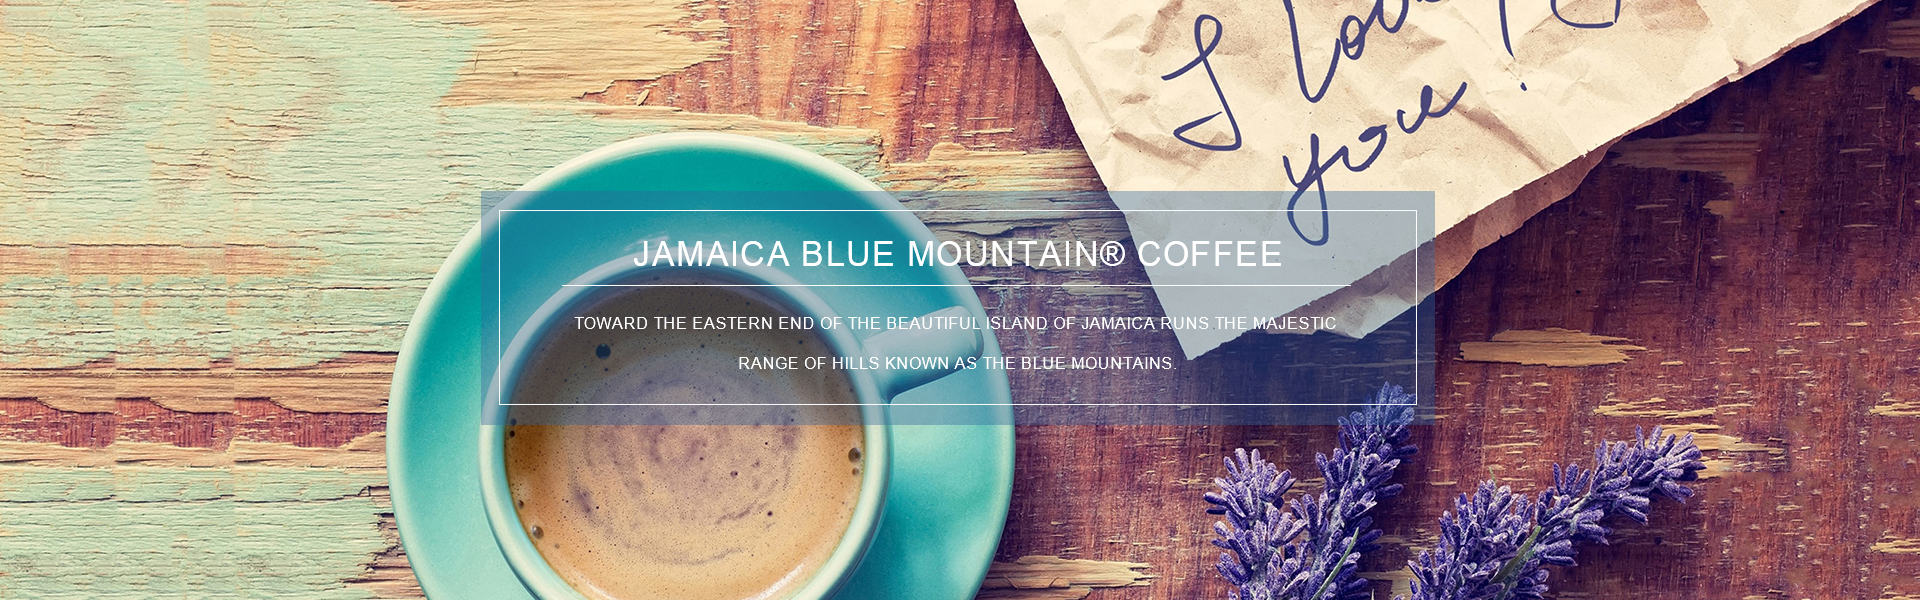 I love
you!
JAMAICA BLUE MOUNTAIN® COFFEE
TOWARD THE EASTERN END OF THE BEAUTIFUL ISLAND OF JAMAICA RUNS THE MAJESTIC
RANGE OF HILLS KNOWN AS THE BLUE MOUNTAINS.